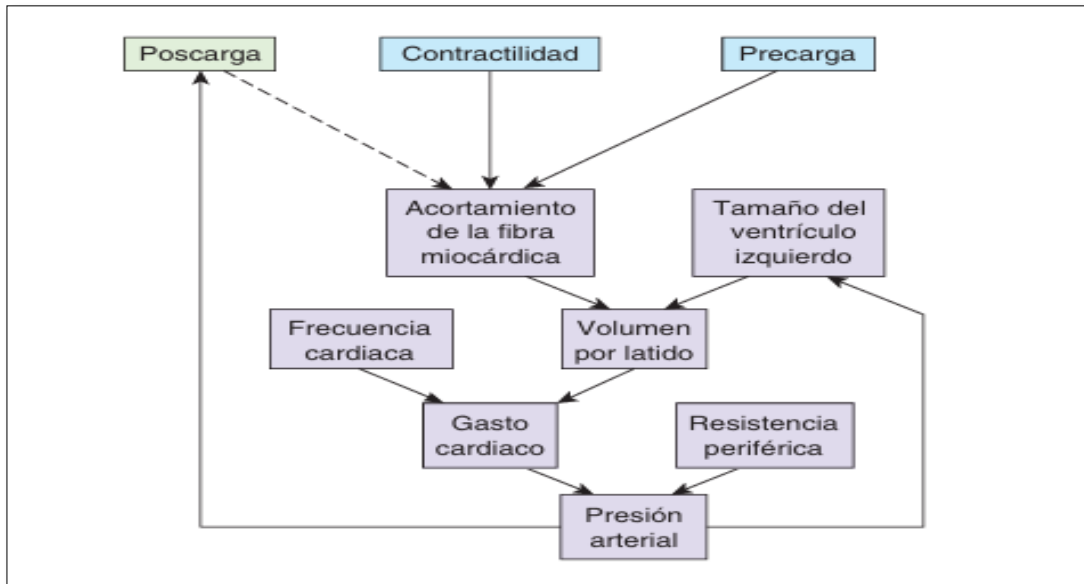 Poscarga
Contractilidad
Precarga
Acortamiento
de la fibra
miocárdica
Tamaño del
ventrículo
izquierdo
Frecuencia
cardiaca
Volumen
por latido
Gasto
cardiaco
Resistencia
periférica
Presión
arterial